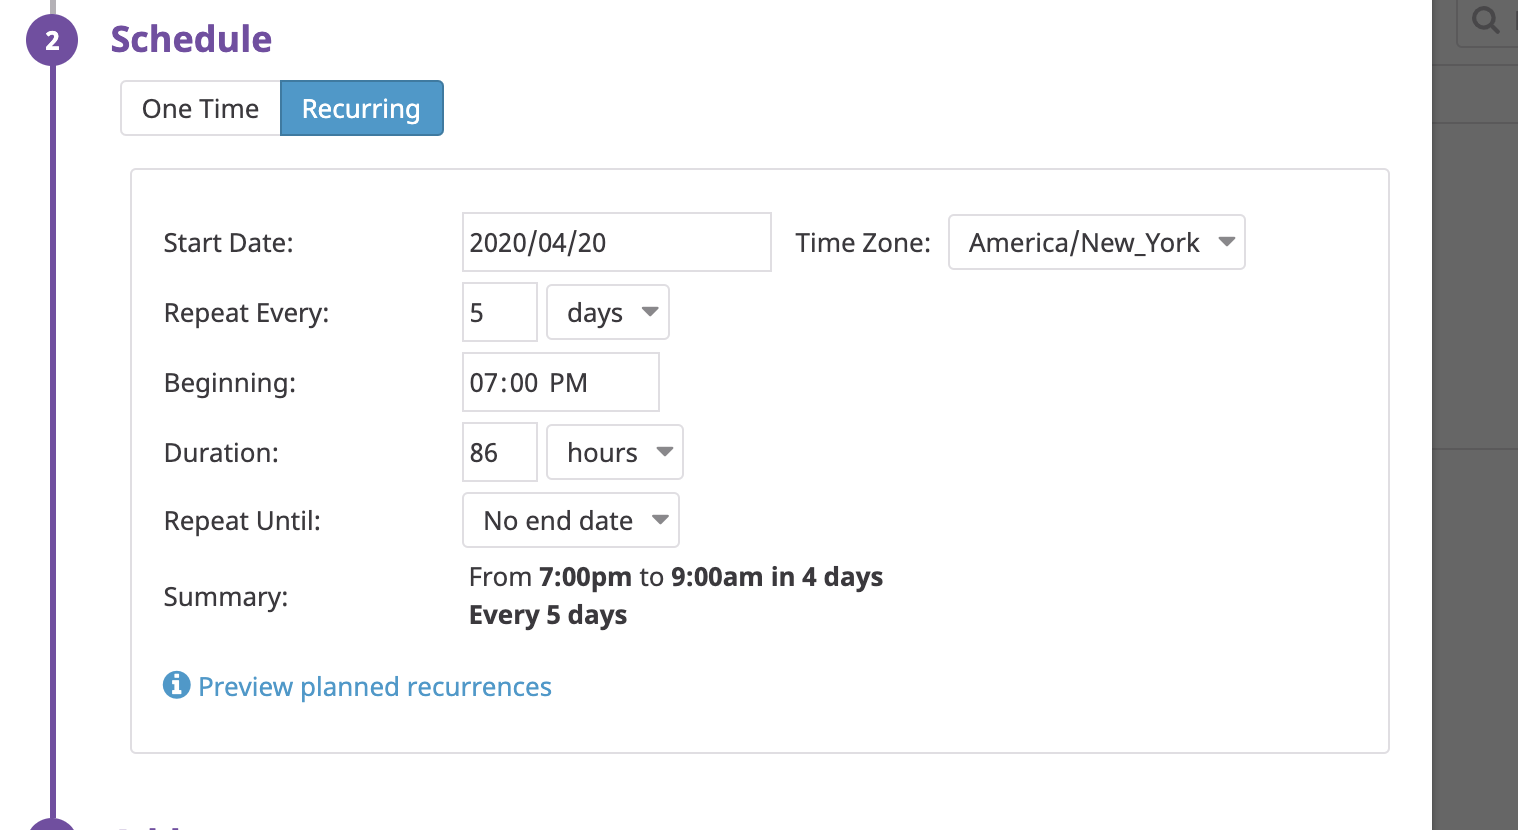 2 Schedule
One Time Recurring
Start Date: 2020/04/20 Time Zone: America/New_York
Repeat Every: 5 days
Beginning: 07:00 PM
Duration: 86 hours
Repeat Until: No end date
Summary: From 7:00pm to 9:00am in 4 days
Every 5 days
Preview planned recurrences